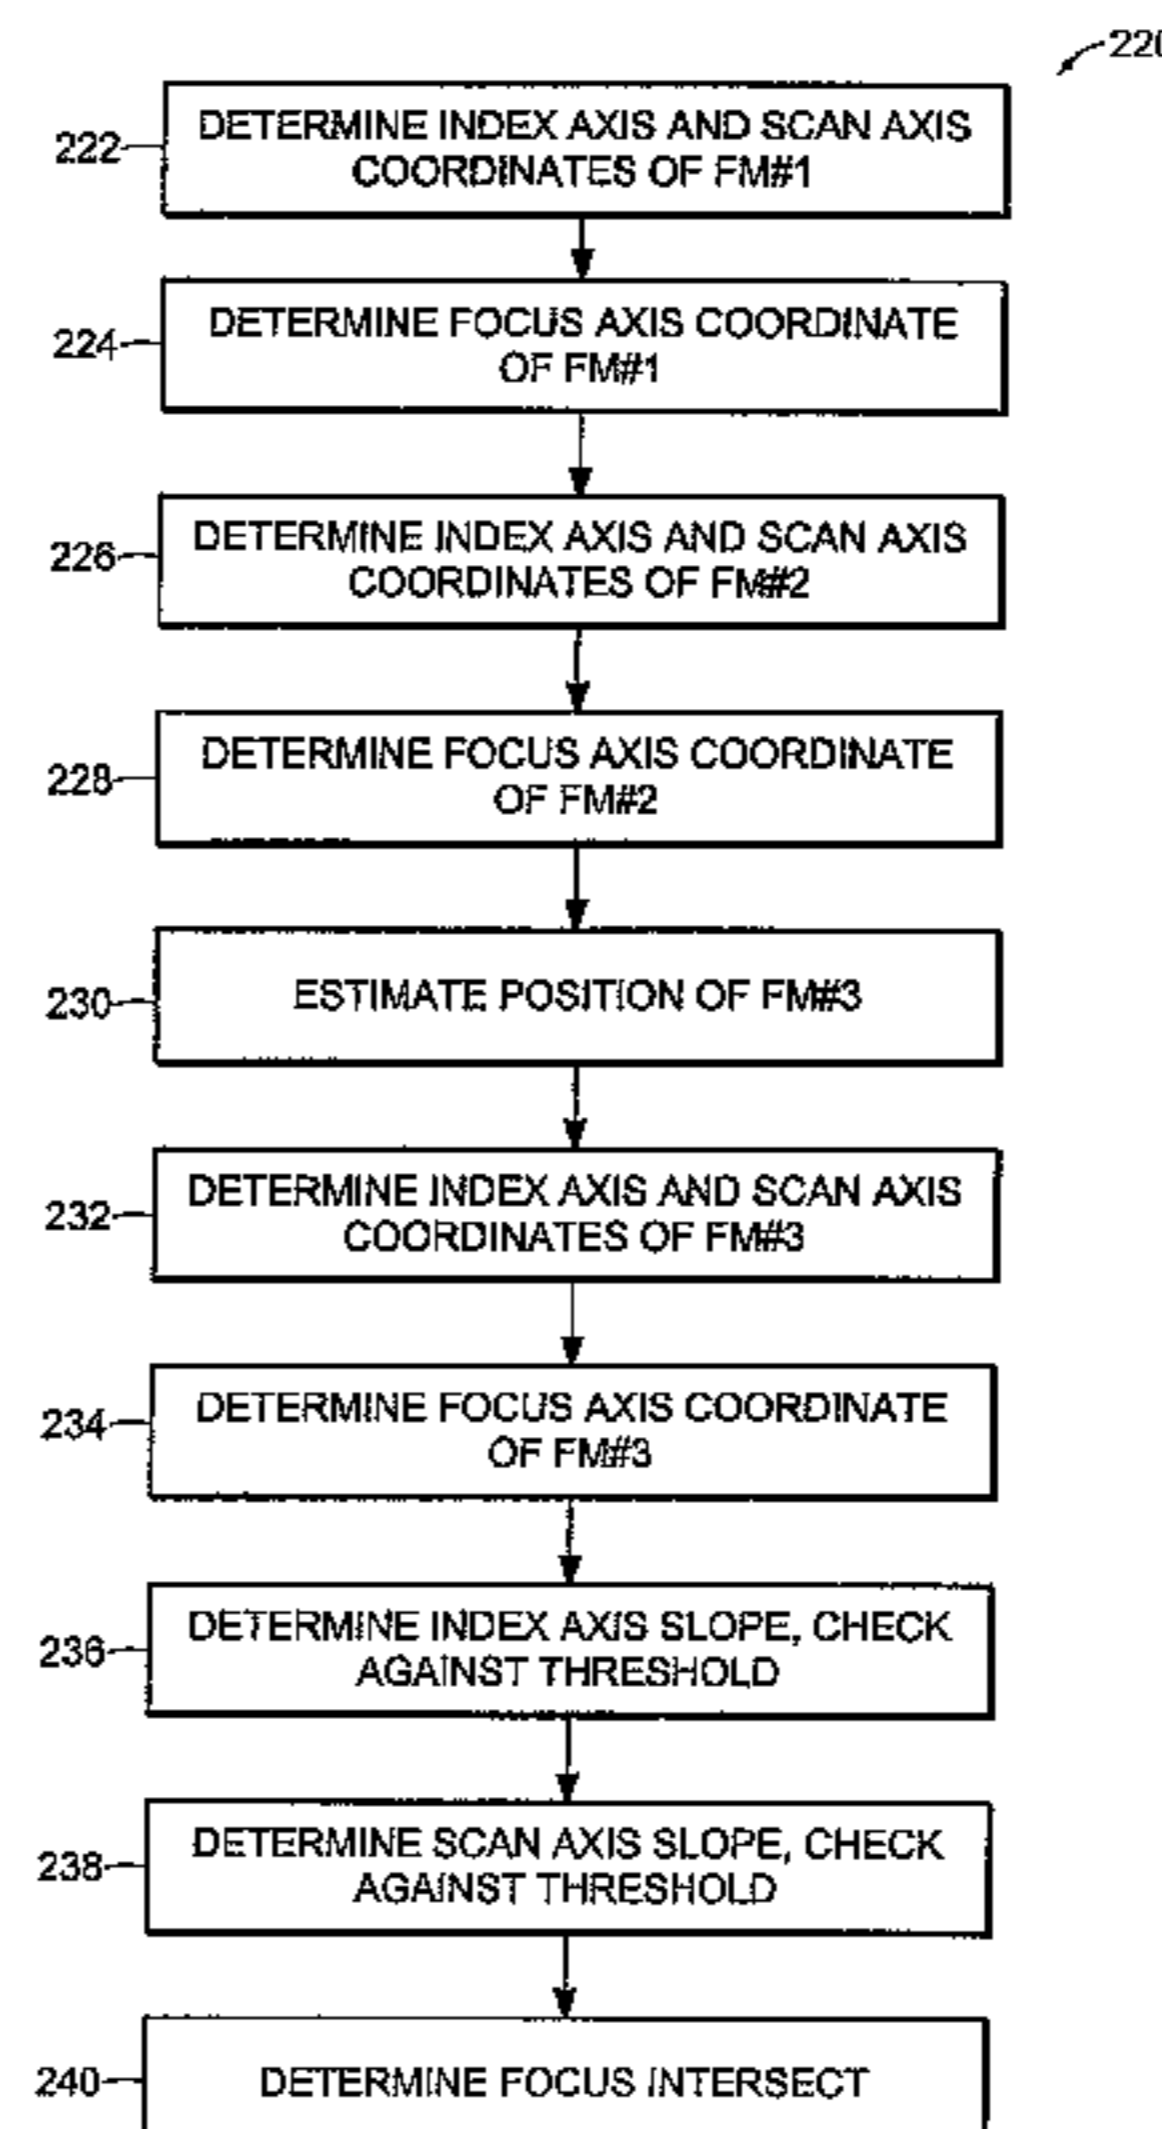 220
222
DETERMINE INDEX AXIS AND SCAN AXIS
COORDINATES OF FM#1
224
DETERMINE FOCUS AXIS COORDINATE
OF FM#1
226
DETERMINE INDEX AXIS AND SCAN AXIS
COORDINATES OF FM#2
228
DETERMINE FOCUS AXIS COORDINATE
OF FM#2
230
ESTIMATE POSITION OF FM#3
232
DETERMINE INDEX AXIS AND SCAN AXIS
COORDINATES OF FM#3
234
DETERMINE FOCUS AXIS COORDINATE
OF FM#3
236
DETERMINE INDEX AXIS SLOPE, CHECK
AGAINST THRESHOLD
238
DETERMINE SCAN AXIS SLOPE, CHECK
AGAINST THRESHOLD
240
DETERMINE FOCUS INTERSECT